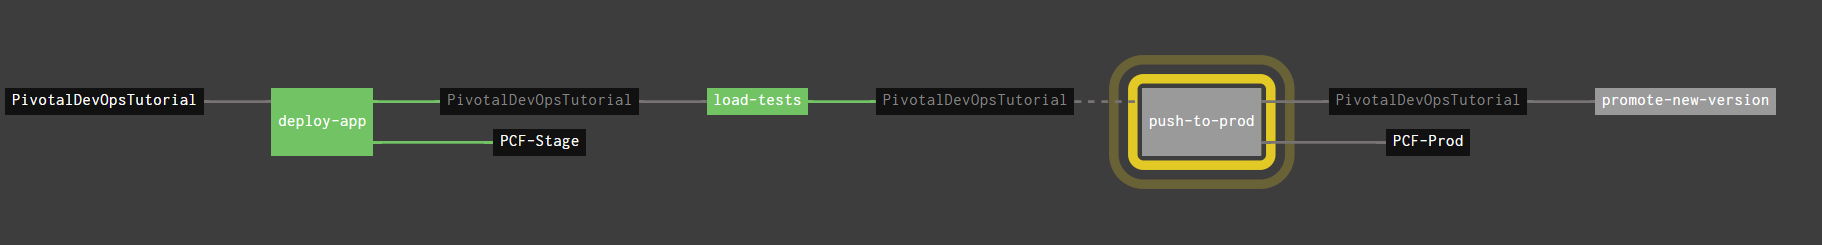 PivotalDevOpsTutorial
deploy-app
PivotalDevOpsTutorial
PCF-Stage
load-tests
PivotalDevOpsTutorial
push-to-prod
PivotalDevOpsTutorial
PCF-Prod
promote-new-version